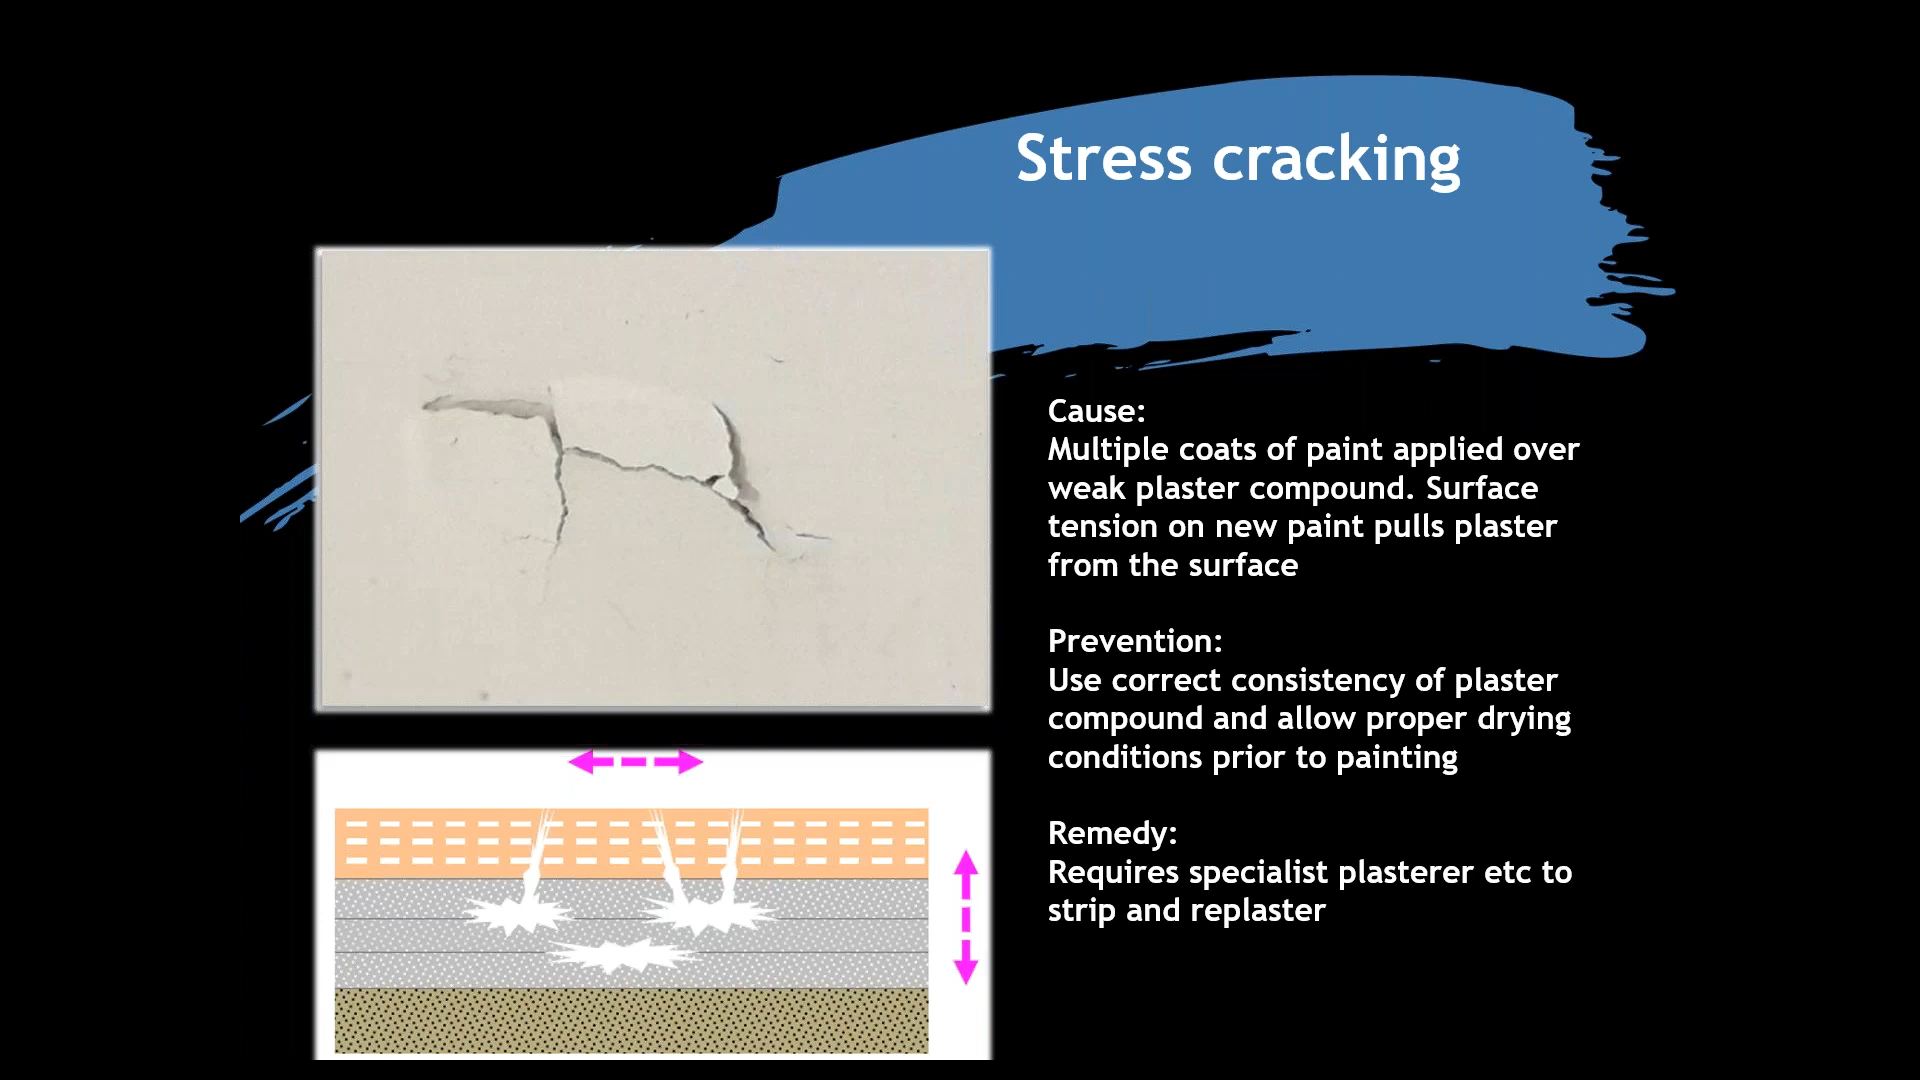 Stress cracking
Cause:
Multiple coats of paint applied over
weak plaster compound. Surface
tension on new paint pulls plaster
from the surface
Prevention:
Use correct consistency of plaster
compound and allow proper drying
conditions prior to painting
Remedy:
Requires specialist plasterer etc to
strip and replaster